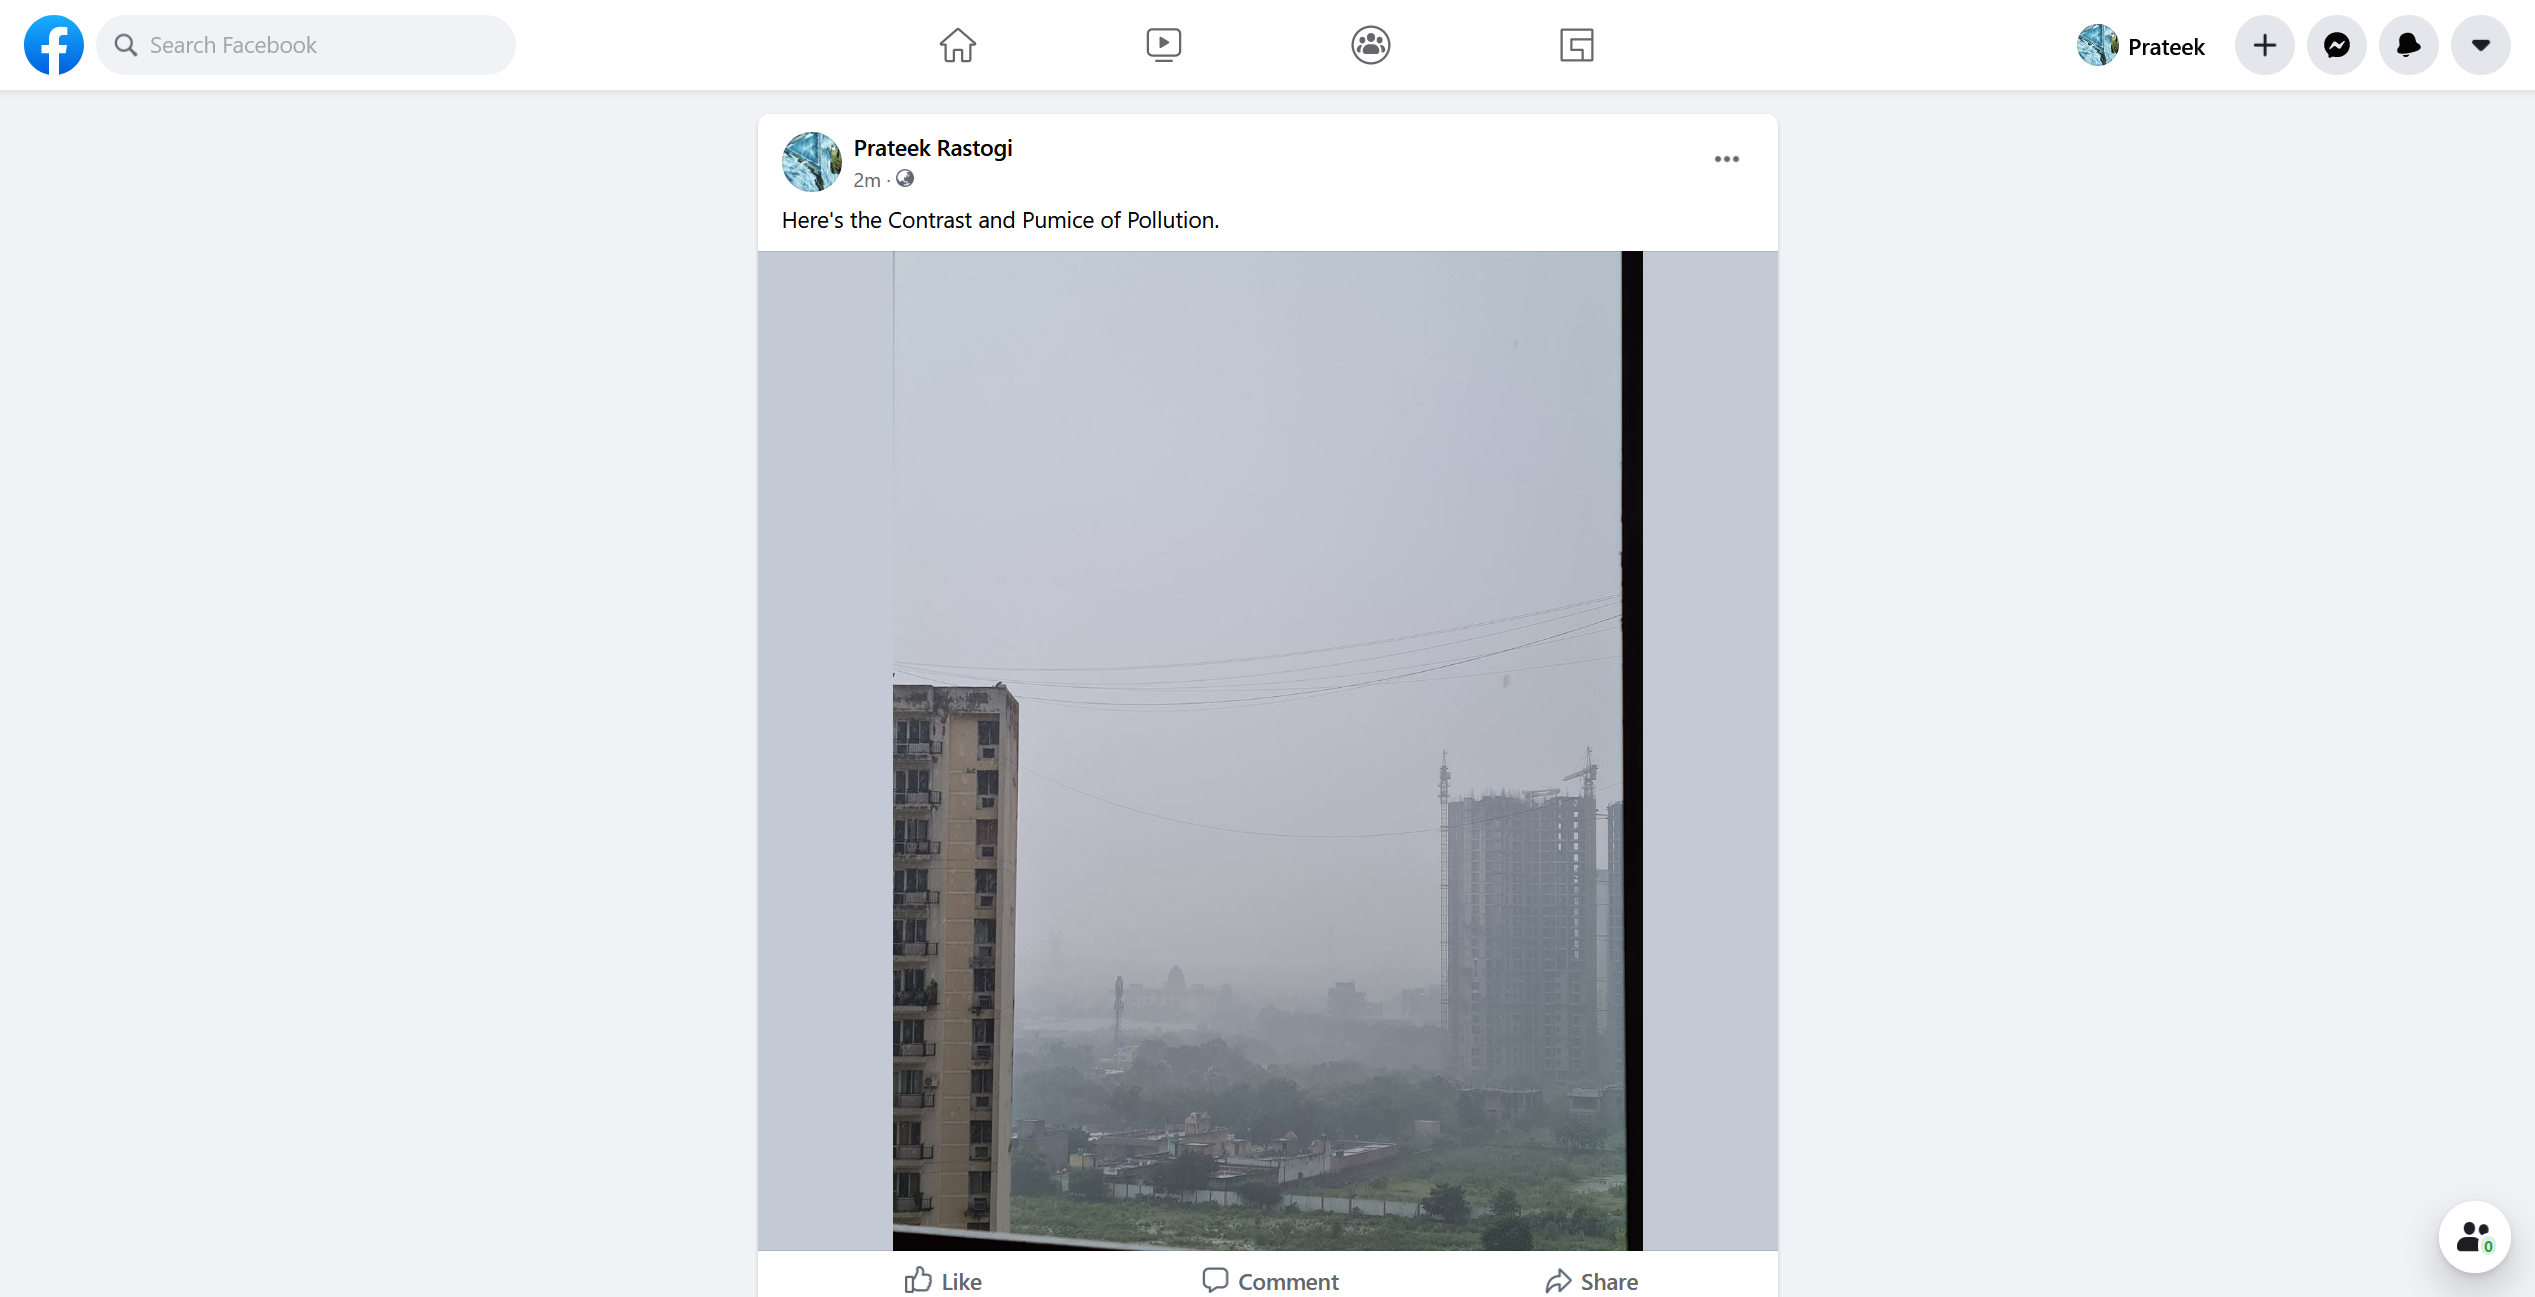 Search Facebook
Prateek
Prateek Rastogi
2m ·
Here's the Contrast and Pumice of Pollution.
Like
Comment
Share
0